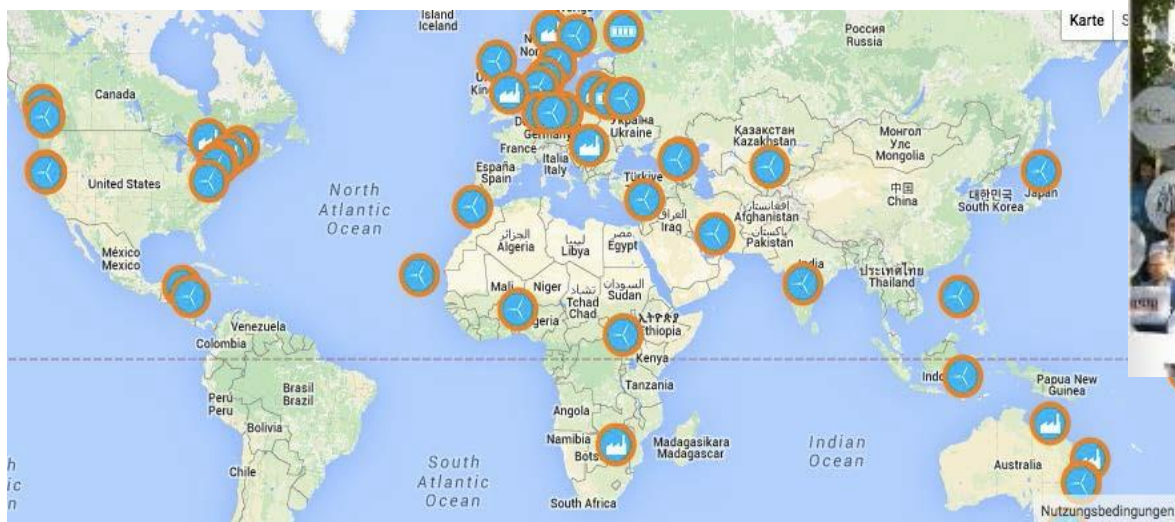 Island
Iceland
Karte
Россия
Russia
Canada
Україна
Ukraine
Germany
France
Italia
Italy
España
Spain
Türkiye
Қазақстан
Kazakhstan
Монгол
Улс
Mongolia
中国
China
대한민국
South Korea
Japan
United States
North
Atlantic
Ocean
México
Mexico
الجزائر
Algeria
ليبيا
Libya
مصر
Egypt
العراق
Iraq
افغانستان
Afghanistan
پاکستان
Pakistan
India
ประเทศไทย
Thailand
Mali
Niger
تشاد
Tchad
Chad
السودان
Sudan
Ethiopia
Kenya
Tanzania
Venezuela
Colombia
Perú
Peru
Brasil
Brazil
Bolivia
Chile
Angola
Namibia
Madagasikara
Madagascar
South Africa
South
Atlantic
Ocean
Indian
Ocean
Papua New
Guinea
Australia
Nutzungsbedingungen